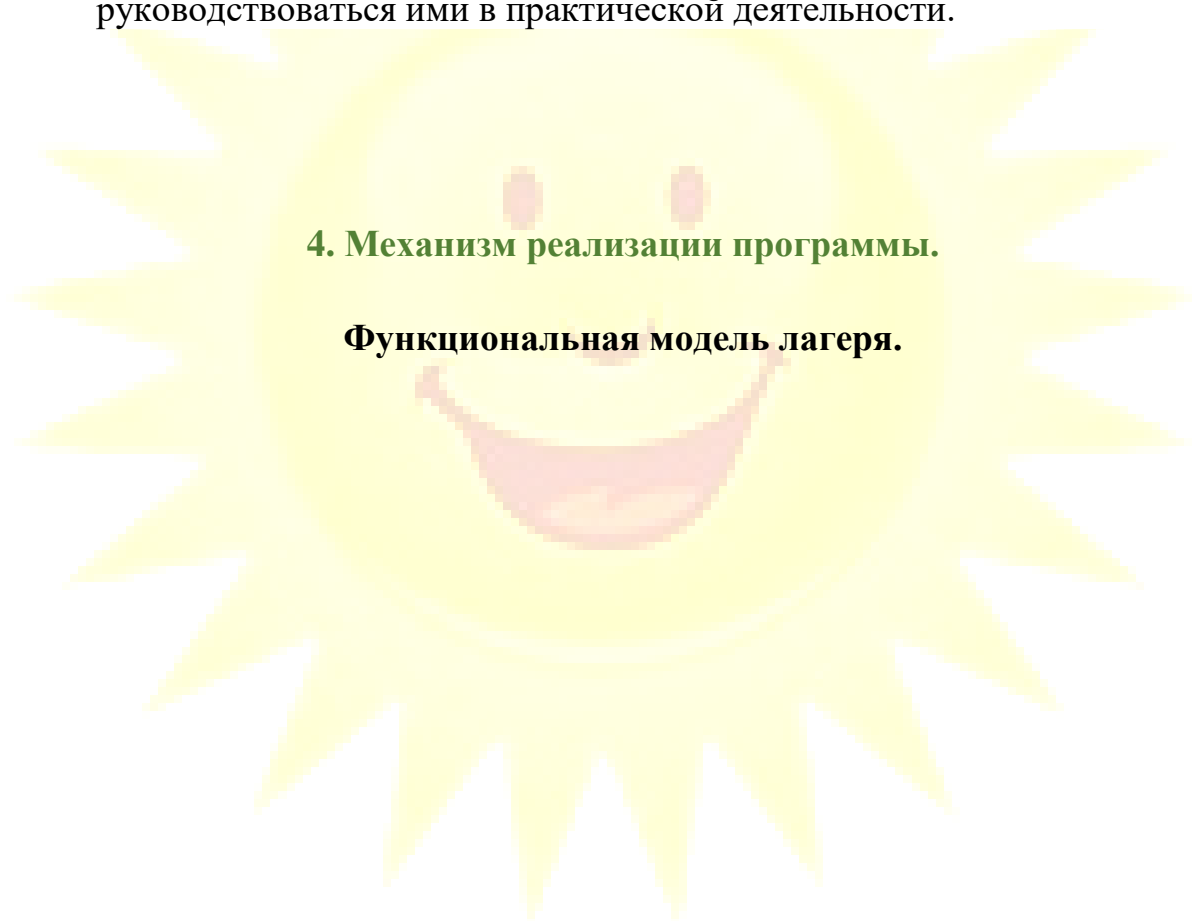 руководствоваться ими в практической деятельности.
4. Механизм реализации программы.
Функциональная модель лагеря.